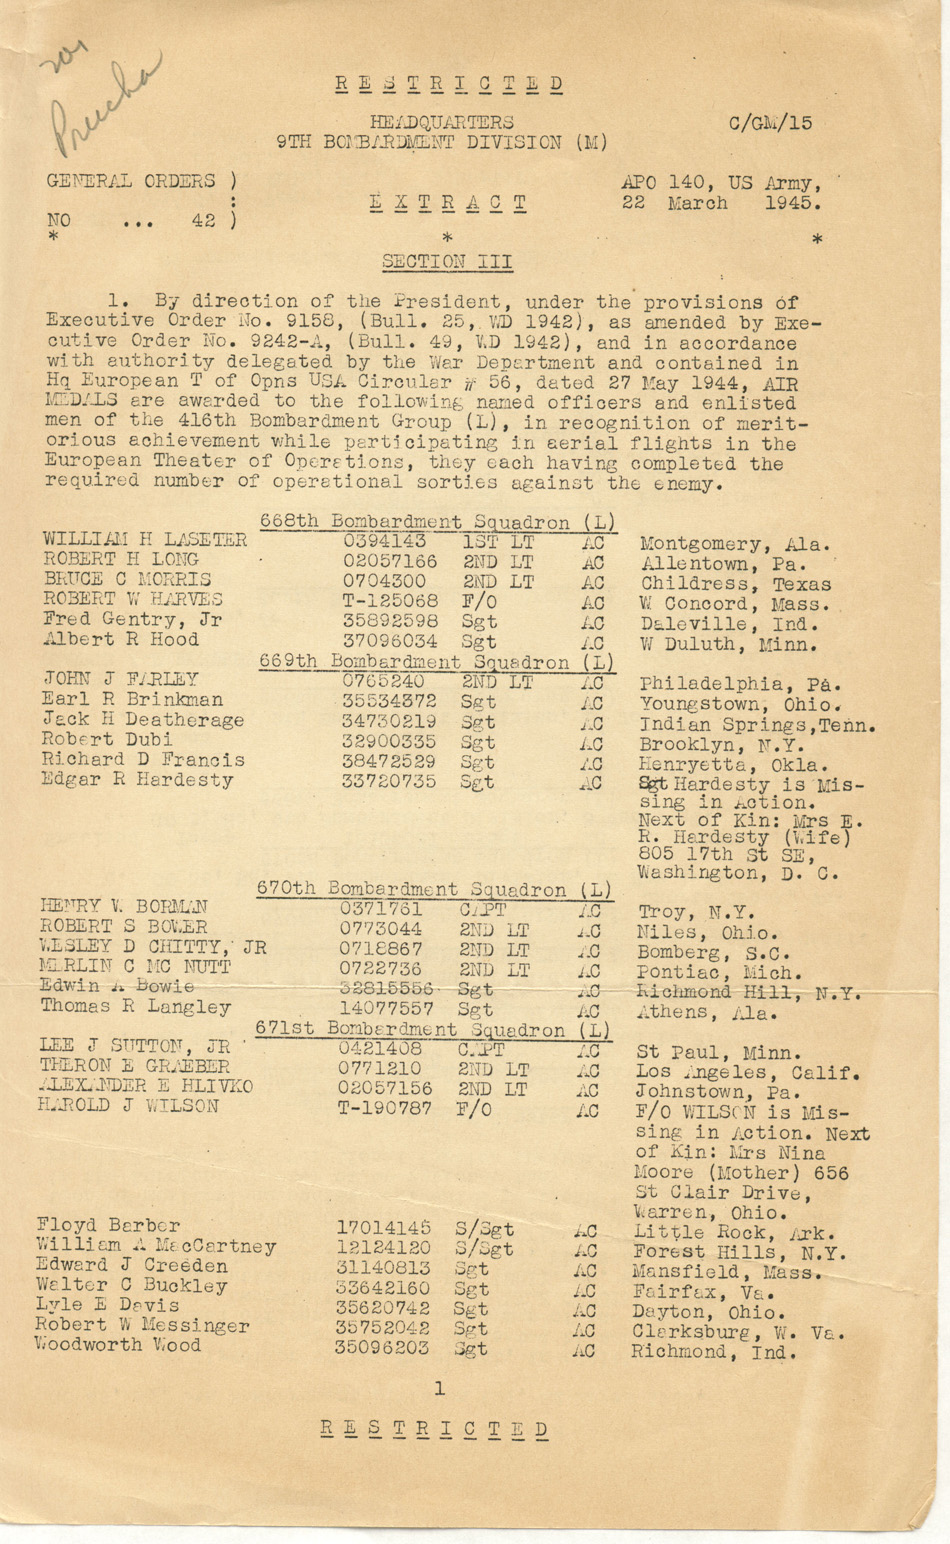 Prucha
R E S T R I C T E D
HEADQUARTERS C/GM/15
9TH BOMBARDMENT DIVISION (M)
GENERAL ORDERS ) APO 140, US Army,
: E X T R A C T 22 March 1945.
NO ... 42 )
* * *
SECTION III
1. By direction of the President, under the provisions of
Executive Order No. 9158, (Bull. 25, WD 1942), as amended by Exe-
cutive Order No. 9242-A, (Bull. 49, WD 1942), and in accordance
with authority delegated by the War Department and contained in
Hq European T of Opns USA Circular # 56, dated 27 May 1944, AIR
MEDALS are awarded to the following named officers and enlisted
men of the 416th Bombardment Group (L), in recognition of merit-
orious achievement while participating in aerial flights in the
European Theater of Operations, they each having completed the
required number of operational sorties against the enemy.
668th Bombardment Squadron (L)
WILLIAM H LASETER 0394143 1ST LT AC Montgomery, Ala.
ROBERT H LONG 02057166 2ND LT AC Allentown, Pa.
BRUCE C MORRIS 0704300 2ND LT AC Childress, Texas
ROBERT W HARVES T-125068 F/O AC W Concord, Mass.
Fred Gentry, Jr 35892598 Sgt AC Daleville, Ind.
Albert R Hood 37096034 Sgt AC W Duluth, Minn.
669th Bombardment Squadron (L)
JOHN J FARLEY 0765240 2ND LT AC Philadelphia, Pa.
Earl R Brinkman 35534372 Sgt AC Youngstown, Ohio.
Jack H Deatherage 34730219 Sgt AC Indian Springs,Tenn.
Robert Dubi 32900335 Sgt AC Brooklyn, N.Y.
Richard D Francis 38472529 Sgt AC Henryetta, Okla.
Edgar R Hardesty 33720735 Sgt AC Sgt Hardesty is Mis-
sing in Action.
Next of Kin: Mrs E.
R. Hardesty (Wife)
805 17th St SE,
Washington, D. C.
670th Bombardment Squadron (L)
HENRY W. BORMAN 0371761 CAPT AC Troy, N.Y.
ROBERT S BOWER 0773044 2ND LT AC Niles, Ohio.
WESLEY D CHITTY, JR 0718867 2ND LT AC Bomberg, S.C.
MERLIN C MC NUTT 0722736 2ND LT AC Pontiac, Mich.
Edwin A Bowie 32815556 Sgt AC Richmond Hill, N.Y.
Thomas R Langley 14077557 Sgt AC Athens, Ala.
671st Bombardment Squadron (L)
LEE J SUTTON, JR 0421408 CAPT AC St Paul, Minn.
THERON E GRAEBER 0771210 2ND LT AC Los Angeles, Calif.
ALEXANDER E HLIVKO 02057156 2ND LT AC Johnstown, Pa.
HAROLD J WILSON T-190787 F/O AC F/O WILSON is Mis-
sing in Action. Next
of Kin: Mrs Nina
Moore (Mother) 656
St Clair Drive,
Warren, Ohio.
Floyd Barber 17014145 S/Sgt AC Little Rock, Ark.
William A MacCartney 12124120 S/Sgt AC Forest Hills, N.Y.
Edward J Creeden 31140813 Sgt AC Mansfield, Mass.
Walter C Buckley 33642160 Sgt AC Fairfax, Va.
Lyle E Davis 35620742 Sgt AC Dayton, Ohio.
Robert W Messinger 35752042 Sgt AC Clarksburg, W. Va.
Woodworth Wood 35096203 Sgt AC Richmond, Ind.
1
R E S T R I C T E D